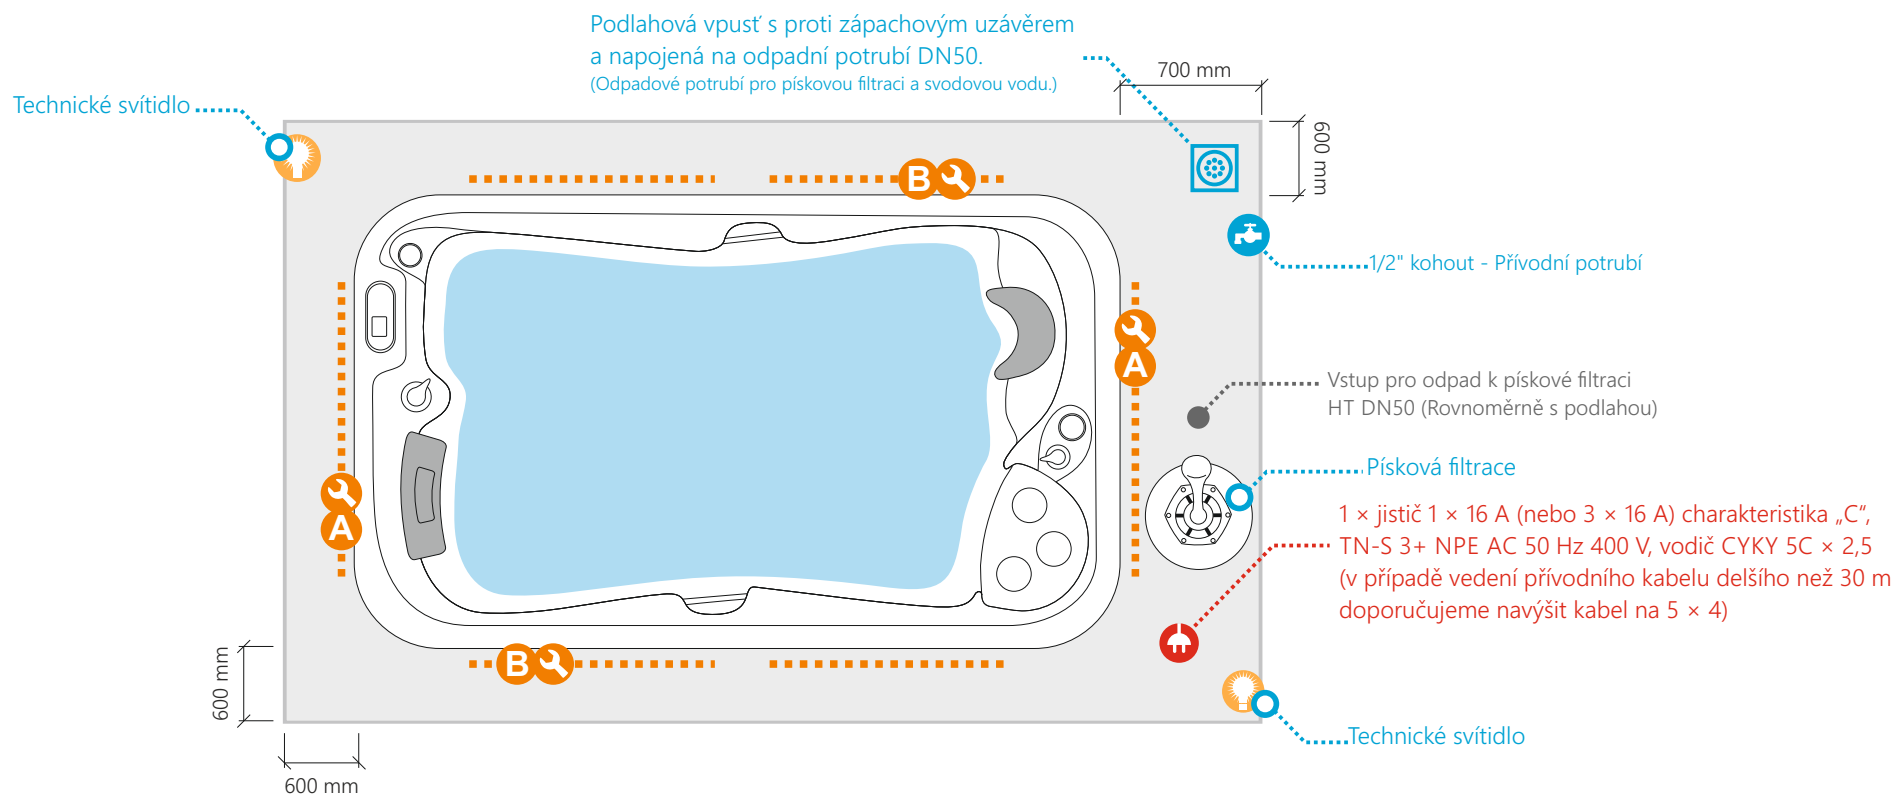 Podlahová vpusť s proti zápachovým uzávěrem
a napojená na odpadní potrubí DN50.
(Odpadové potrubí pro pískovou filtraci a svodovou vodu.)
700 mm
Technické svítidlo
600 mm
B
1/2" kohout - Přívodní potrubí
A
Vstup pro odpad k pískové filtraci
HT DN50 (Rovnoměrně s podlahou)
Písková filtrace
A
1 × jistič 1 × 16 A (nebo 3 × 16 A) charakteristika „C“,
TN-S 3+ NPE AC 50 Hz 400 V, vodič CYKY 5C × 2,5
(v případě vedení přívodního kabelu delšího než 30 m
doporučujeme navýšit kabel na 5 × 4)
B
600 mm
Technické svítidlo
600 mm